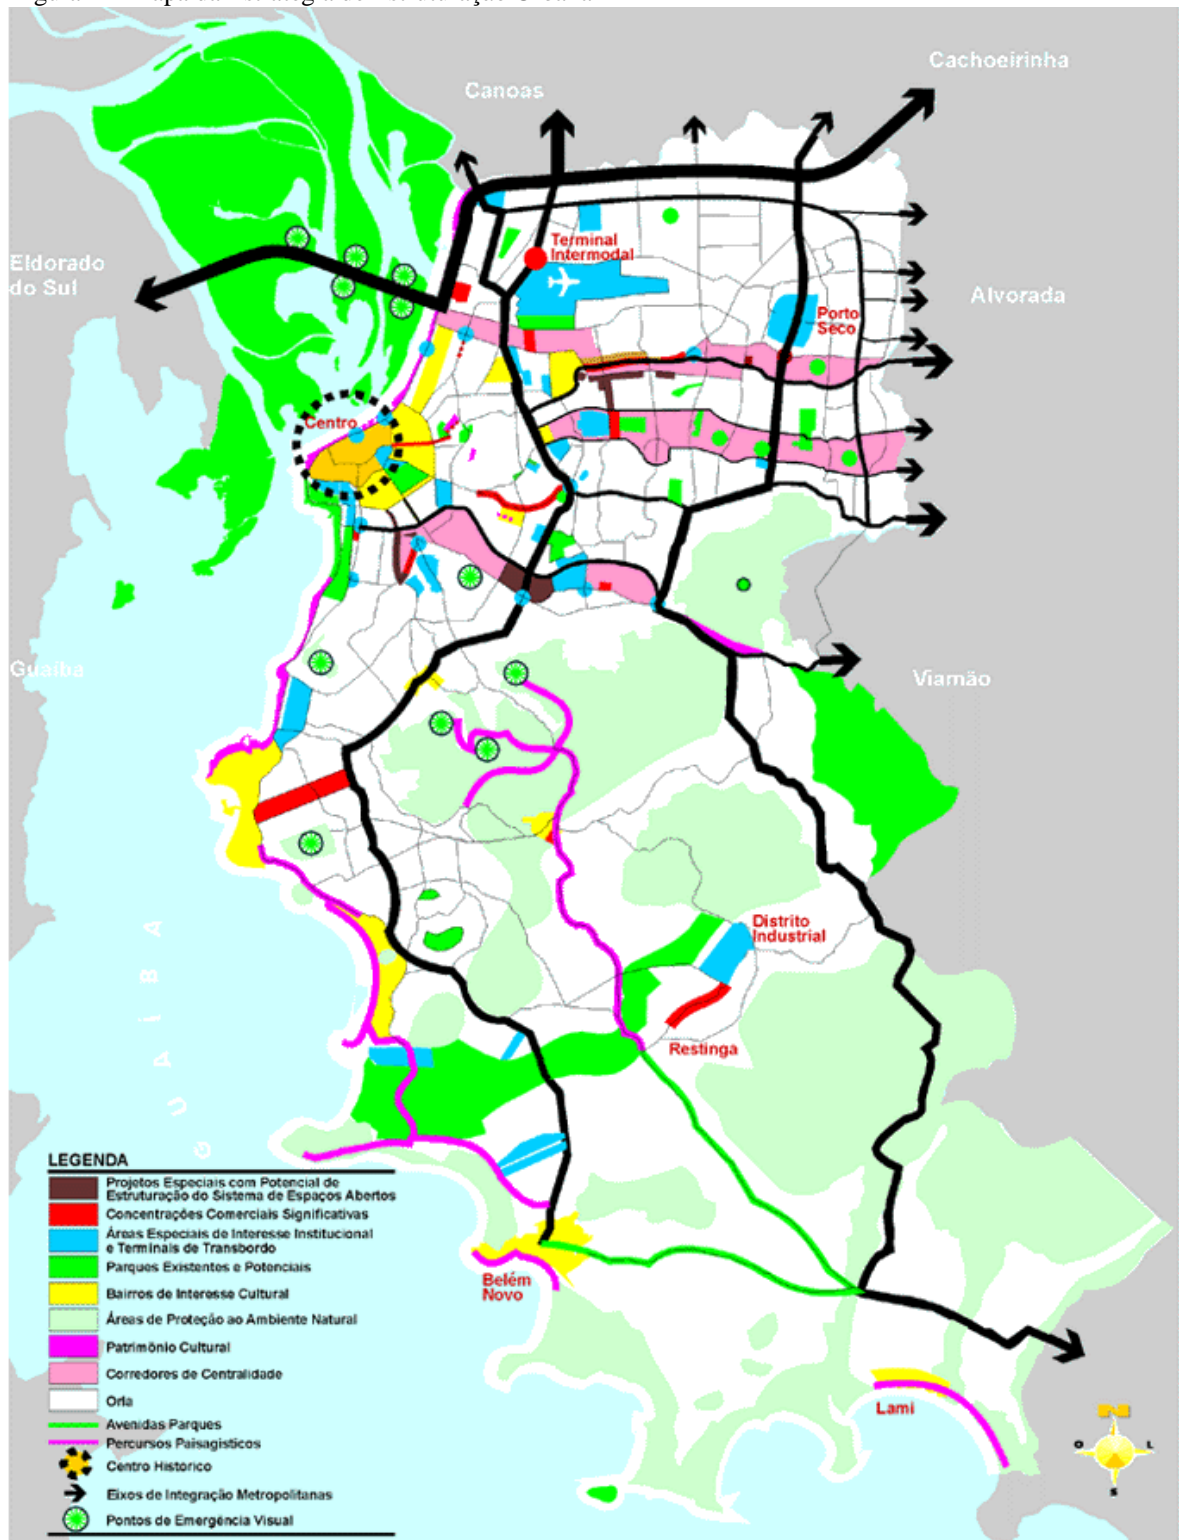 Cachoeirinha
Canoas
Eldorado
do Sul
Terminal
Intermodal
Alvorada
Porto
Seco
Centro
Guaíba
Viamão
Distrito
Industrial
Restinga
GUAÍBA
Belém
Novo
Lami
LEGENDA
Projetos Especiais com Potencial de
Estruturação do Sistema de Espaços Abertos
Concentrações Comerciais Significativas
Áreas Especiais de Interesse Institucional
e Terminais de Transbordo
Parques Existentes e Potenciais
Bairros de Interesse Cultural
Áreas de Proteção ao Ambiente Natural
Patrimônio Cultural
Corredores de Centralidade
Orla
Avenidas Parques
Percursos Paisagísticos
Centro Histórico
Eixos de Integração Metropolitanas
Pontos de Emergência Visual
N
O L
S